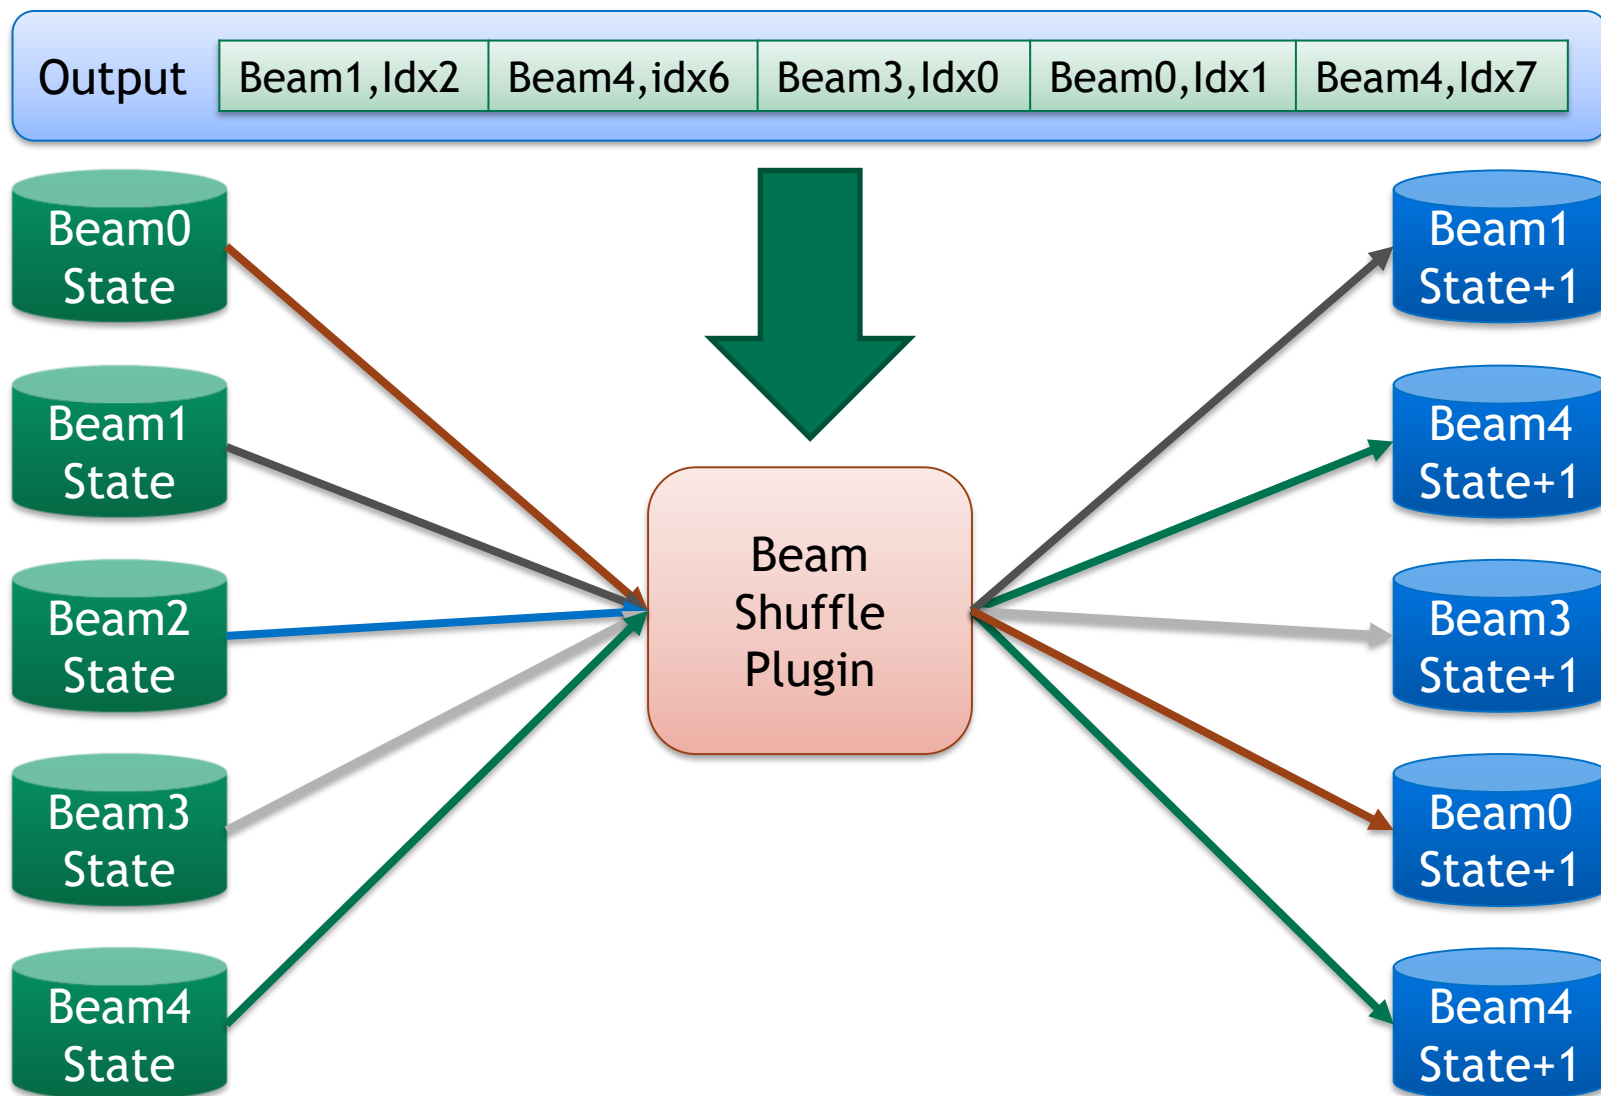 Output Beam1,Idx2 Beam4,idx6 Beam3,Idx0 Beam0,Idx1 Beam4,Idx7
Beam0
State
Beam1
State
Beam2
State
Beam3
State
Beam4
State
Beam
Shuffle
Plugin
Beam1
State+1
Beam4
State+1
Beam3
State+1
Beam0
State+1
Beam4
State+1